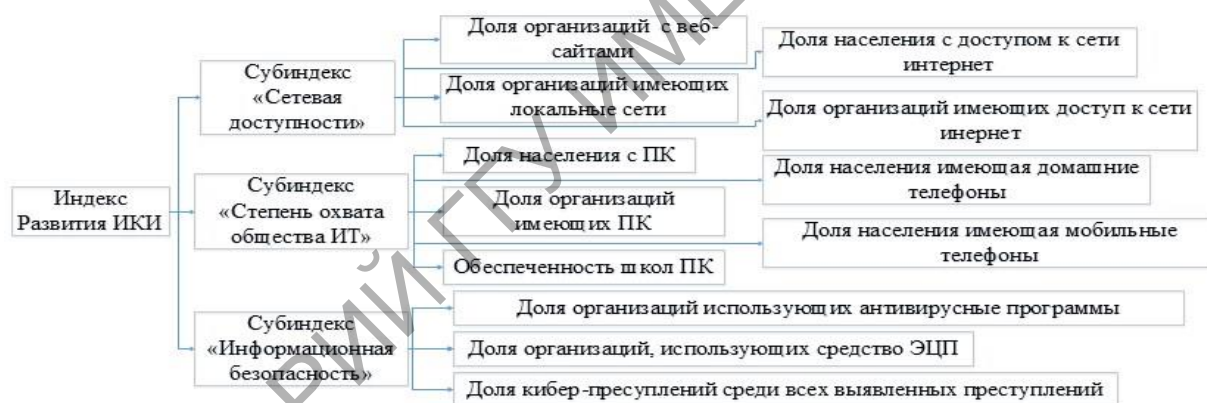 Индекс
Развития ИКИ
Субиндекс
«Сетевая
доступности»
Доля организаций с веб-
сайтами
Доля организаций имеющих
локальные сети
Доля населения с доступом к сети
интернет
Доля организаций имеющих доступ к сети
инернет
Субиндекс
«Степень охвата
общества ИТ»
Доля населения с ПК
Доля организаций
имеющих ПК
Обеспеченность школ ПК
Доля населения имеющая домашние
телефоны
Доля населения имеющая мобильные
телефоны
Субиндекс
«Информационная
безопасность»
Доля организаций использующих антивирусные программы
Доля организаций, использующих средство ЭЦП
Доля кибер-пресуплений среди всех выявленных преступлений
ГГУ